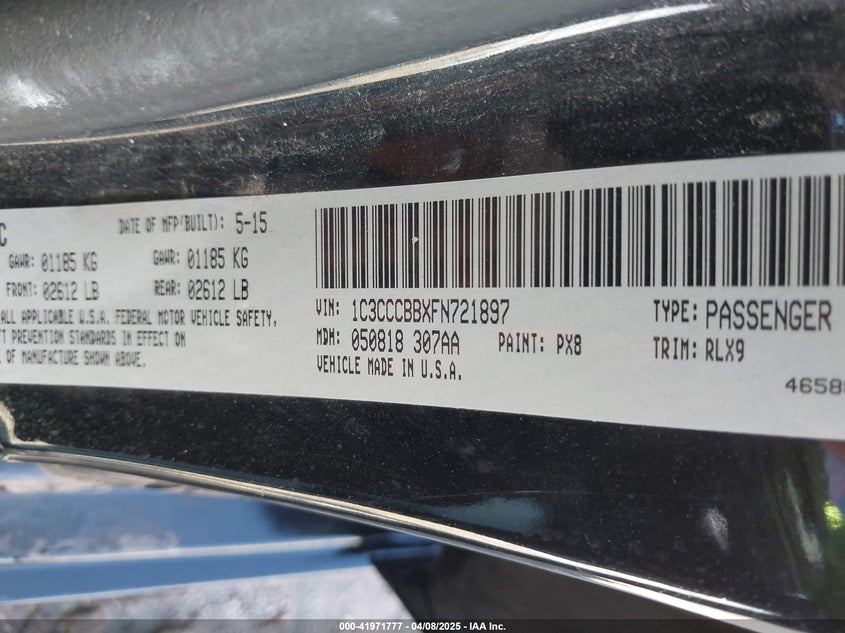 C
DATE OF MFP(BUILT): 5-15
GAWR: 01185 KG GAWR: 01185 KG
FRONT: 02612 LB REAR: 02612 LB
ALL APPLICABLE U.S.A. FEDERAL MOTOR VEHICLE SAFETY,
T PREVENTION STANDARDS IN EFFECT ON
OF MANUFACTURE SHOWN ABOVE.
VIN: 1C3CCCBBXFN721897 TYPE: PASSENGER
MDH: 050818 307AA PAINT: PX8 TRIM: RLX9
VEHICLE MADE IN U.S.A.
4658
000-41971777 - 04/08/2025 - IAA Inc.